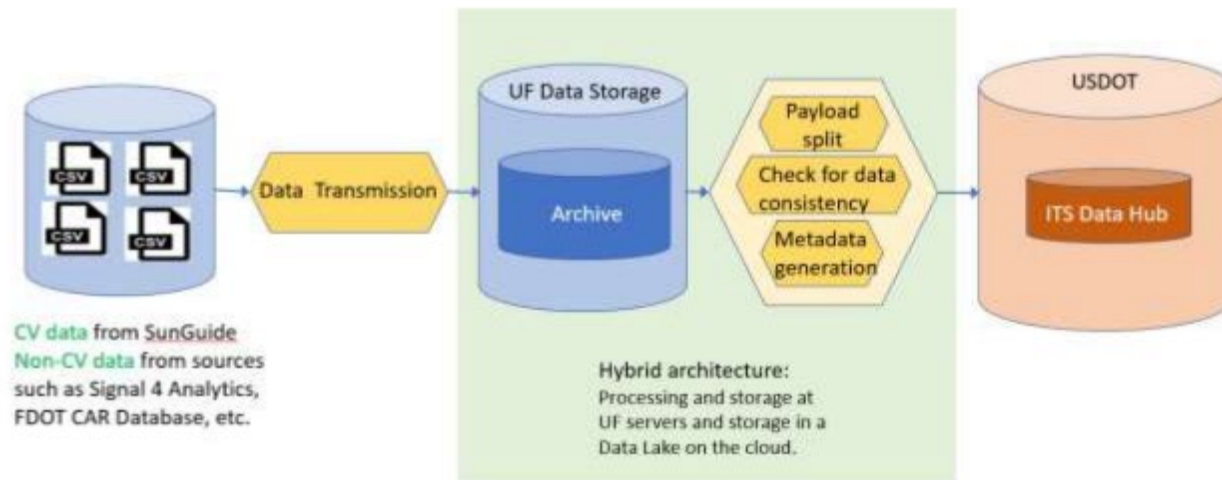 CSV
CSV
CSV
CSV
CV data from SunGuide
Non-CV data from sources
such as Signal 4 Analytics,
FDOT CAR Database, etc.
Data Transmission
UF Data Storage
Archive
Payload
split
Check for data
consistency
Metadata
generation
Hybrid architecture:
Processing and storage at
UF servers and storage in a
Data Lake on the cloud.
USDOT
ITS Data Hub